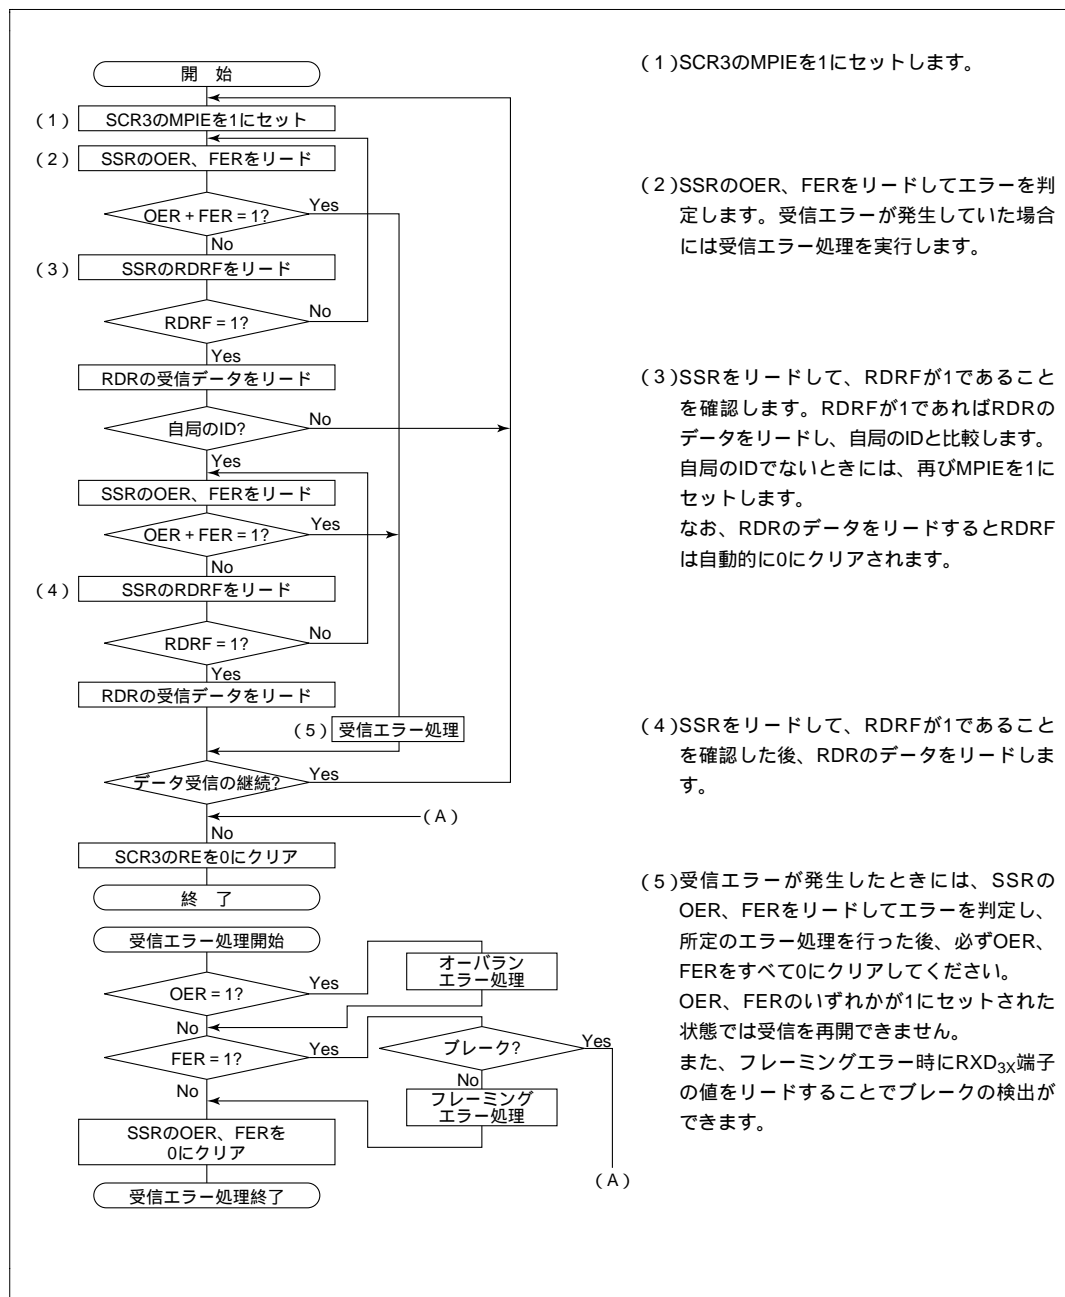 開　始
(1) SCR3のMPIEを1にセット
(2) SSRのOER、FERをリード
OER + FER = 1?
Yes
No
(3) SSRのRDRFをリード
RDRF = 1?
No
Yes
RDRの受信データをリード
自局のID?
No
Yes
SSRのOER、FERをリード
OER + FER = 1?
Yes
No
(4) SSRのRDRFをリード
RDRF = 1?
No
Yes
RDRの受信データをリード
(5) 受信エラー処理
データ受信の継続?
Yes
(A)
No
SCR3のREを0にクリア
終　了
受信エラー処理開始
OER = 1?
Yes
オーバラン
エラー処理
No
FER = 1?
Yes
ブレーク?
Yes
No
No
フレーミング
エラー処理
SSRのOER、FERを
0にクリア
(A)
受信エラー処理終了
(1)SCR3のMPIEを1にセットします。
(2)SSRのOER、FERをリードしてエラーを判
定します。受信エラーが発生していた場合
には受信エラー処理を実行します。
(3)SSRをリードして、RDRFが1であること
を確認します。RDRFが1であればRDRの
データをリードし、自局のIDと比較します。
自局のIDでないときには、再びMPIEを1に
セットします。
なお、RDRのデータをリードするとRDRF
は自動的に0にクリアされます。
(4)SSRをリードして、RDRFが1であること
を確認した後、RDRのデータをリードしま
す。
(5)受信エラーが発生したときには、SSRの
OER、FERをリードしてエラーを判定し、
所定のエラー処理を行った後、必ずOER、
FERをすべて0にクリアしてください。
OER、FERのいずれかが1にセットされた
状態では受信を再開できません。
また、フレーミングエラー時にRXD3X端子
の値をリードすることでブレークの検出が
できます。